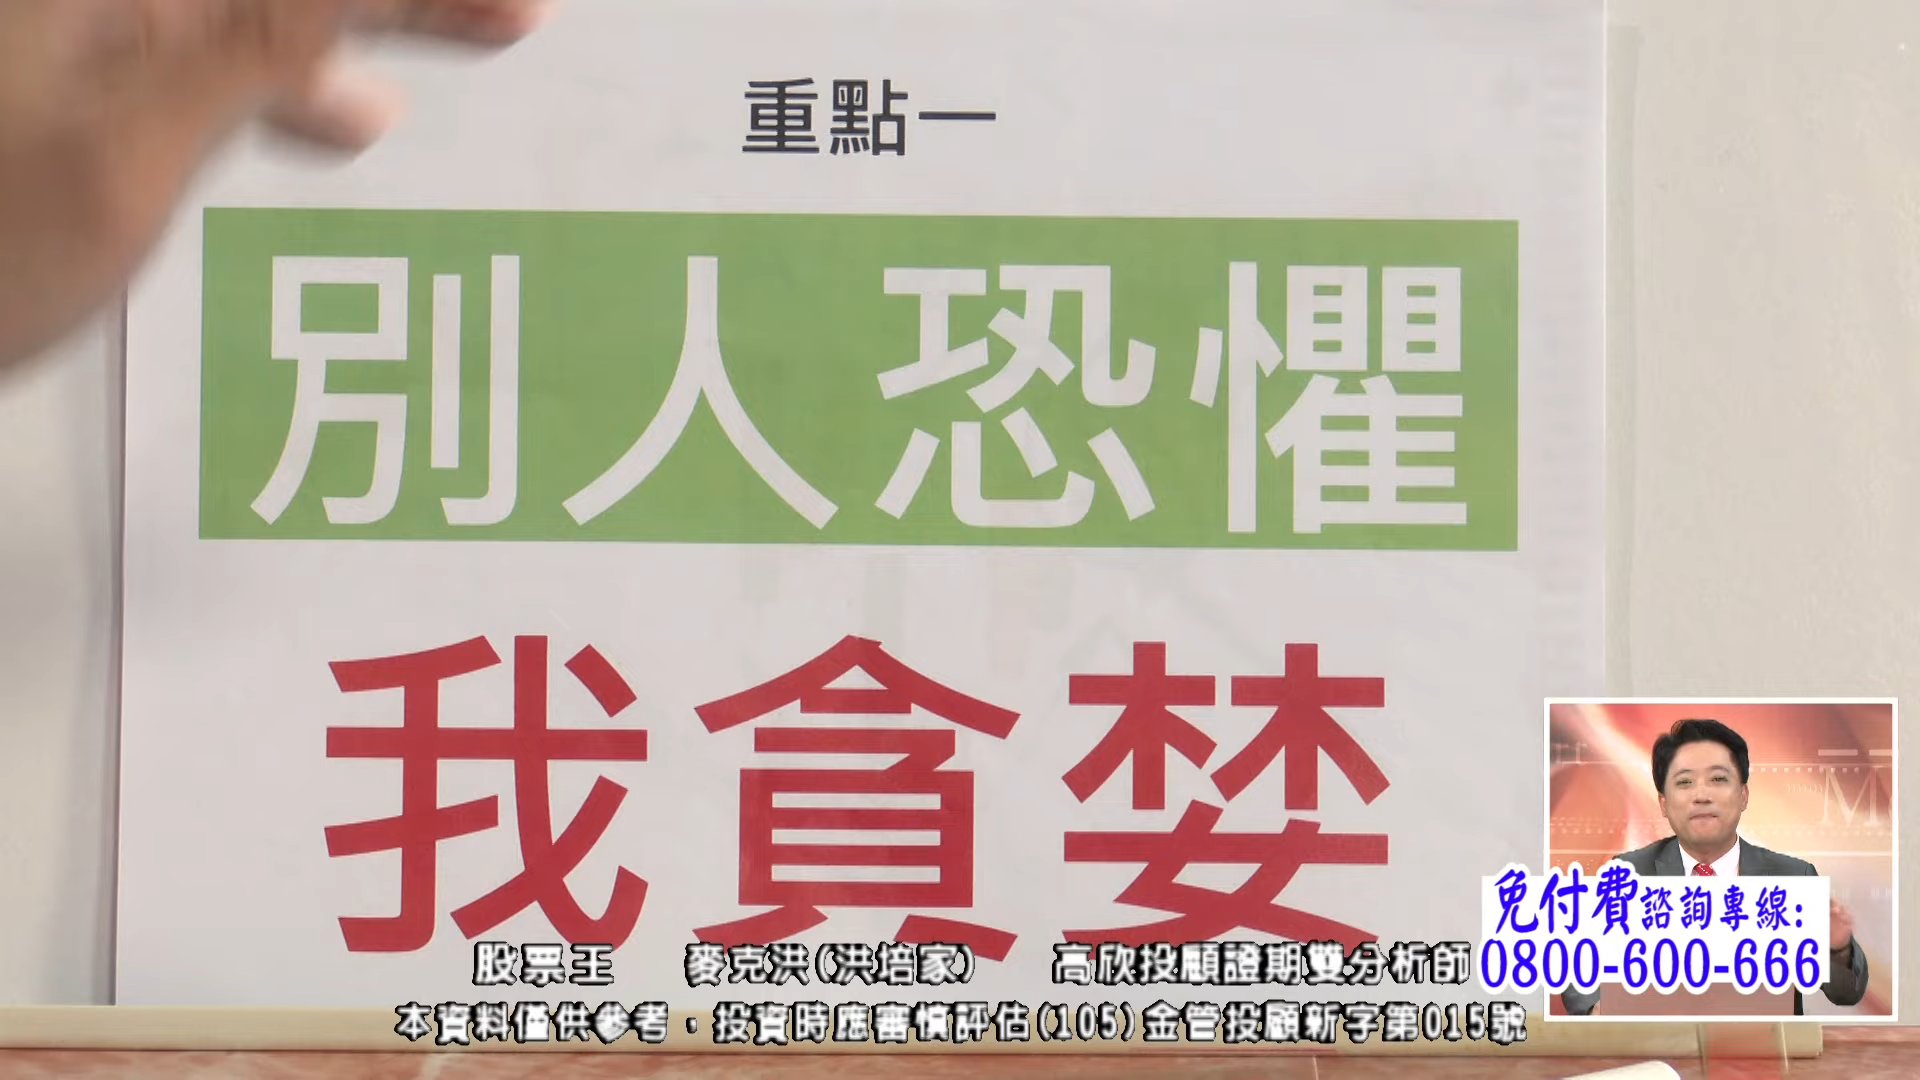 重點一
別人恐懼
我貪婪
免付費諮詢專線:
0800-600-666
股票王 麥克洪(洪培家) 高欣投顧證期雙分析師
本資料僅供參考,投資時應審慎評估(105)金管投顧新字第015號